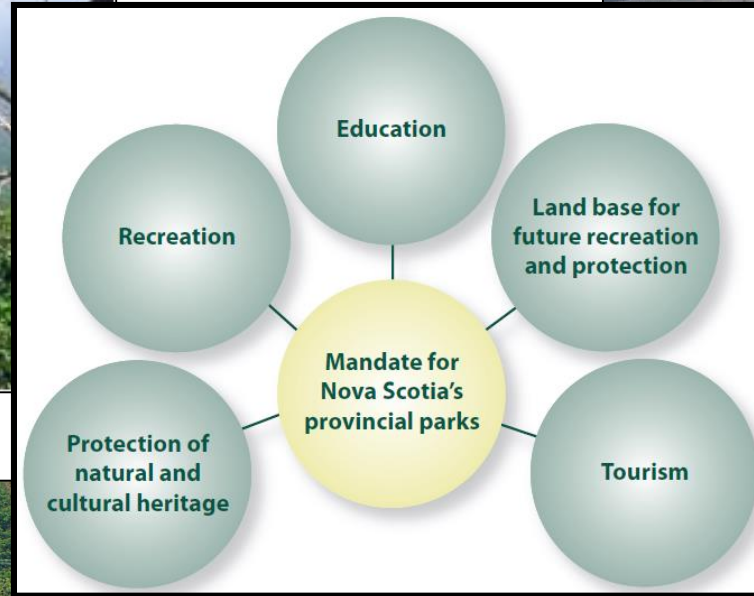 Education
Recreation
Land base for
future recreation
and protection
Mandate for
Nova Scotia's
provincial parks
Protection of
natural and
cultural heritage
Tourism